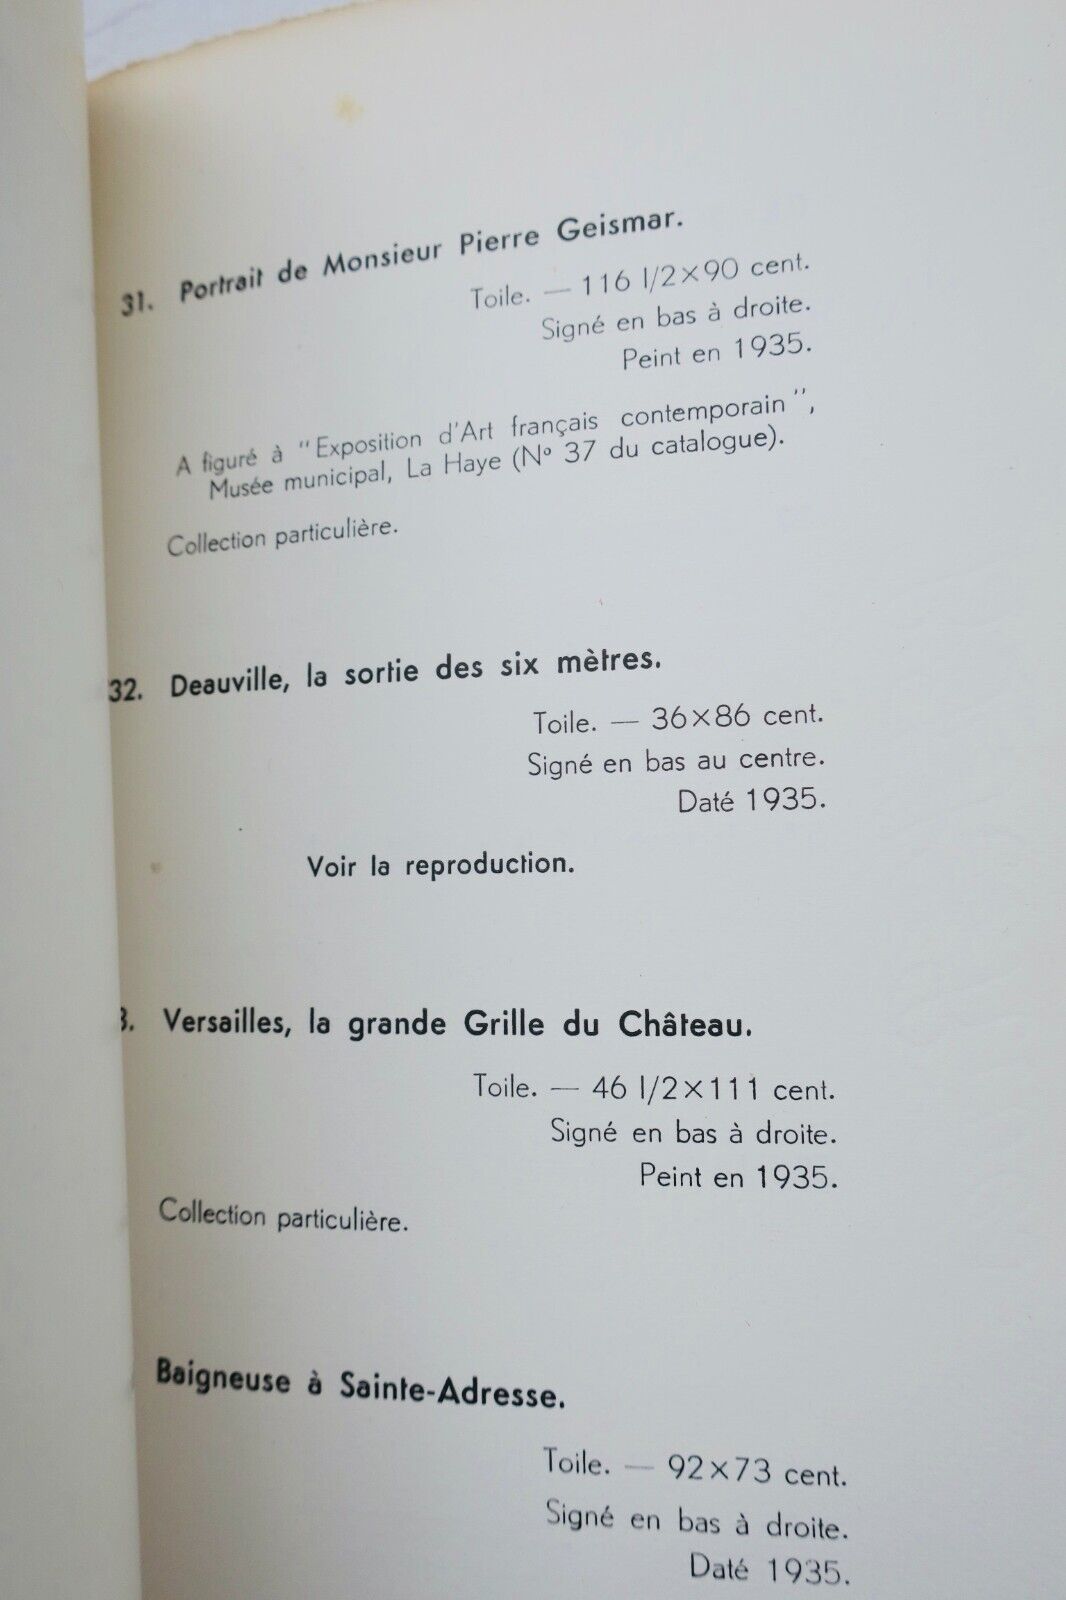 31. Portrait de Monsieur Pierre Geismar.
Toile. — 116 1/2×90 cent.
Signé en bas à droite.
Peint en 1935.
A figuré à "Exposition d'Art français contemporain",
Musée municipal, La Haye (N° 37 du catalogue).
Collection particulière.
32. Deauville, la sortie des six mètres.
Toile. — 36×86 cent.
Signé en bas au centre.
Daté 1935.
Voir la reproduction.
3. Versailles, la grande Grille du Château.
Toile. — 46 1/2×111 cent.
Signé en bas à droite.
Peint en 1935.
Collection particulière.
Baigneuse à Sainte-Adresse.
Toile. — 92×73 cent.
Signé en bas à droite.
Daté 1935.